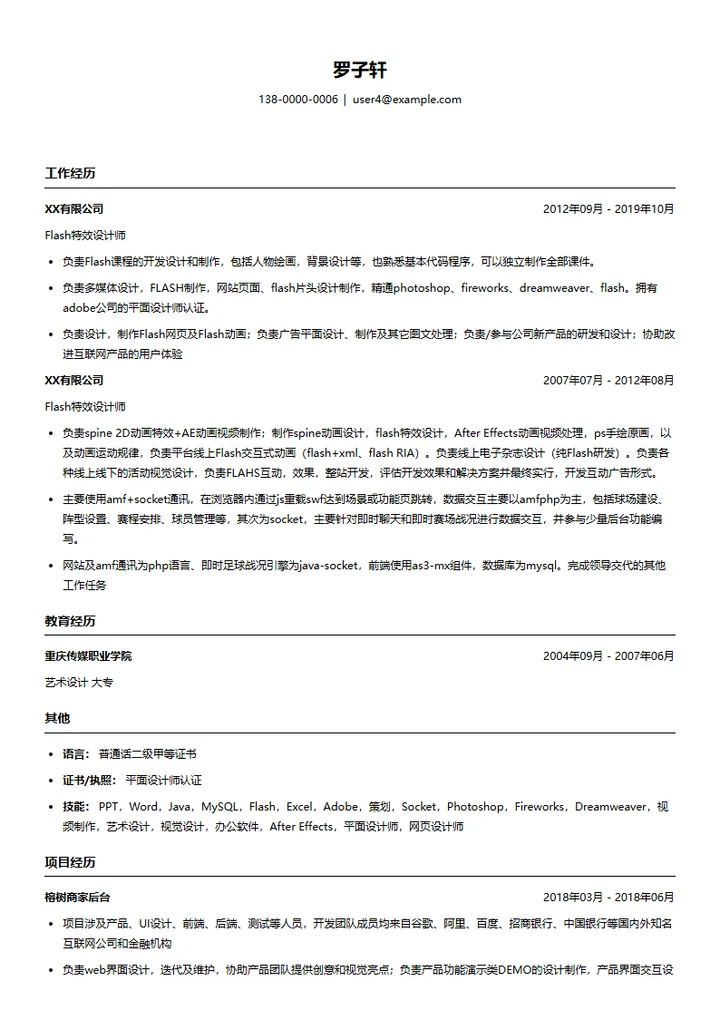 罗子轩
138-0000-0006 | user4@example.com
工作经历
XX有限公司 2012年09月 - 2019年10月
Flash特效设计师
• 负责Flash课程的开发设计和制作，包括人物绘画，背景设计等，也熟悉基本代码程序，可以独立制作全部课件。
• 负责多媒体设计，FLASH制作，网站页面、flash片头设计制作，精通photoshop、fireworks、dreamweaver、flash。拥有
adobe公司的平面设计师认证。
• 负责设计，制作Flash网页及Flash动画；负责广告平面设计、制作及其它图文处理；负责/参与公司新产品的研发和设计；协助改
进互联网产品的用户体验
XX有限公司 2007年07月 - 2012年08月
Flash特效设计师
• 负责spine 2D动画特效+AE动画视频制作；制作spine动画设计，flash特效设计，After Effects动画视频处理，ps手绘原画，以
及动画运动规律，负责平台线上Flash交互式动画（flash+xml、flash RIA）。负责线上电子杂志设计（纯Flash研发）。负责各
种线上线下的活动视觉设计，负责FLAHS互动，效果，整站开发，评估开发效果和解决方案并最终实行，开发互动广告形式。
• 主要使用amf+socket通讯，在浏览器内通过js重载swf达到场景或功能页跳转，数据交互主要以amfphp为主，包括球场建设、
阵型设置、赛程安排、球员管理等，其次为socket，主要针对即时聊天和即时赛场战况进行数据交互，并参与少量后台功能编
写。
• 网站及amf通讯为php语言、即时足球战况引擎为java-socket，前端使用as3-mx组件，数据库为mysql。完成领导交代的其他
工作任务
教育经历
重庆传媒职业学院 2004年09月 - 2007年06月
艺术设计 大专
其他
• 语言： 普通话二级甲等证书
• 证书/执照： 平面设计师认证
• 技能： PPT，Word，Java，MySQL，Flash，Excel，Adobe，策划，Socket，Photoshop，Fireworks，Dreamweaver，视
频制作，艺术设计，视觉设计，办公软件，After Effects，平面设计师，网页设计师
项目经历
榕树商家后台 2018年03月 - 2018年06月
• 项目涉及产品、UI设计、前端、后端、测试等人员，开发团队成员均来自谷歌、阿里、百度、招商银行、中国银行等国内外知名
互联网公司和金融机构
• 负责web界面设计，迭代及维护，协助产品团队提供创意和视觉亮点；负责产品功能演示类DEMO的设计制作，产品界面交互设